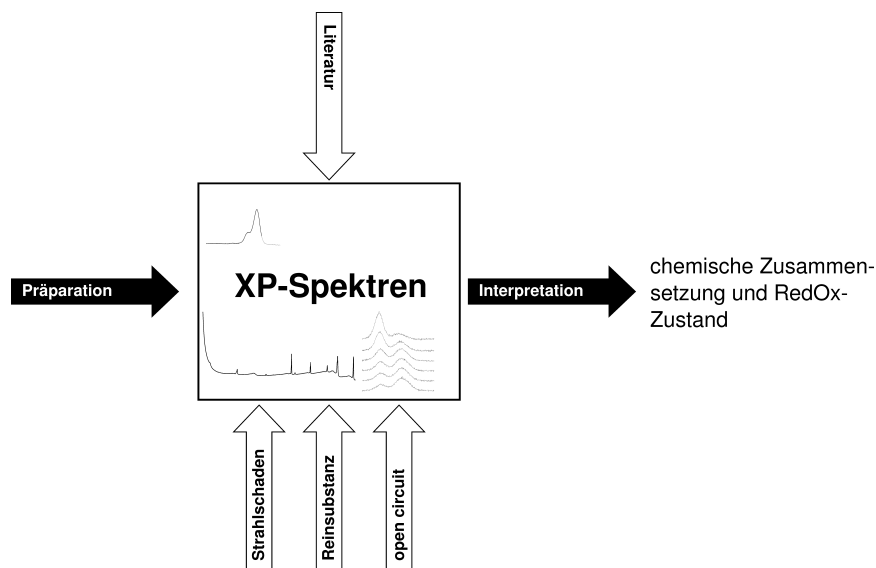 Literatur
XP-Spektren
Präparation
Interpretation
chemische Zusammen-
setzung und RedOx-
Zustand
Strahlschaden
Reinsubstanz
open circuit